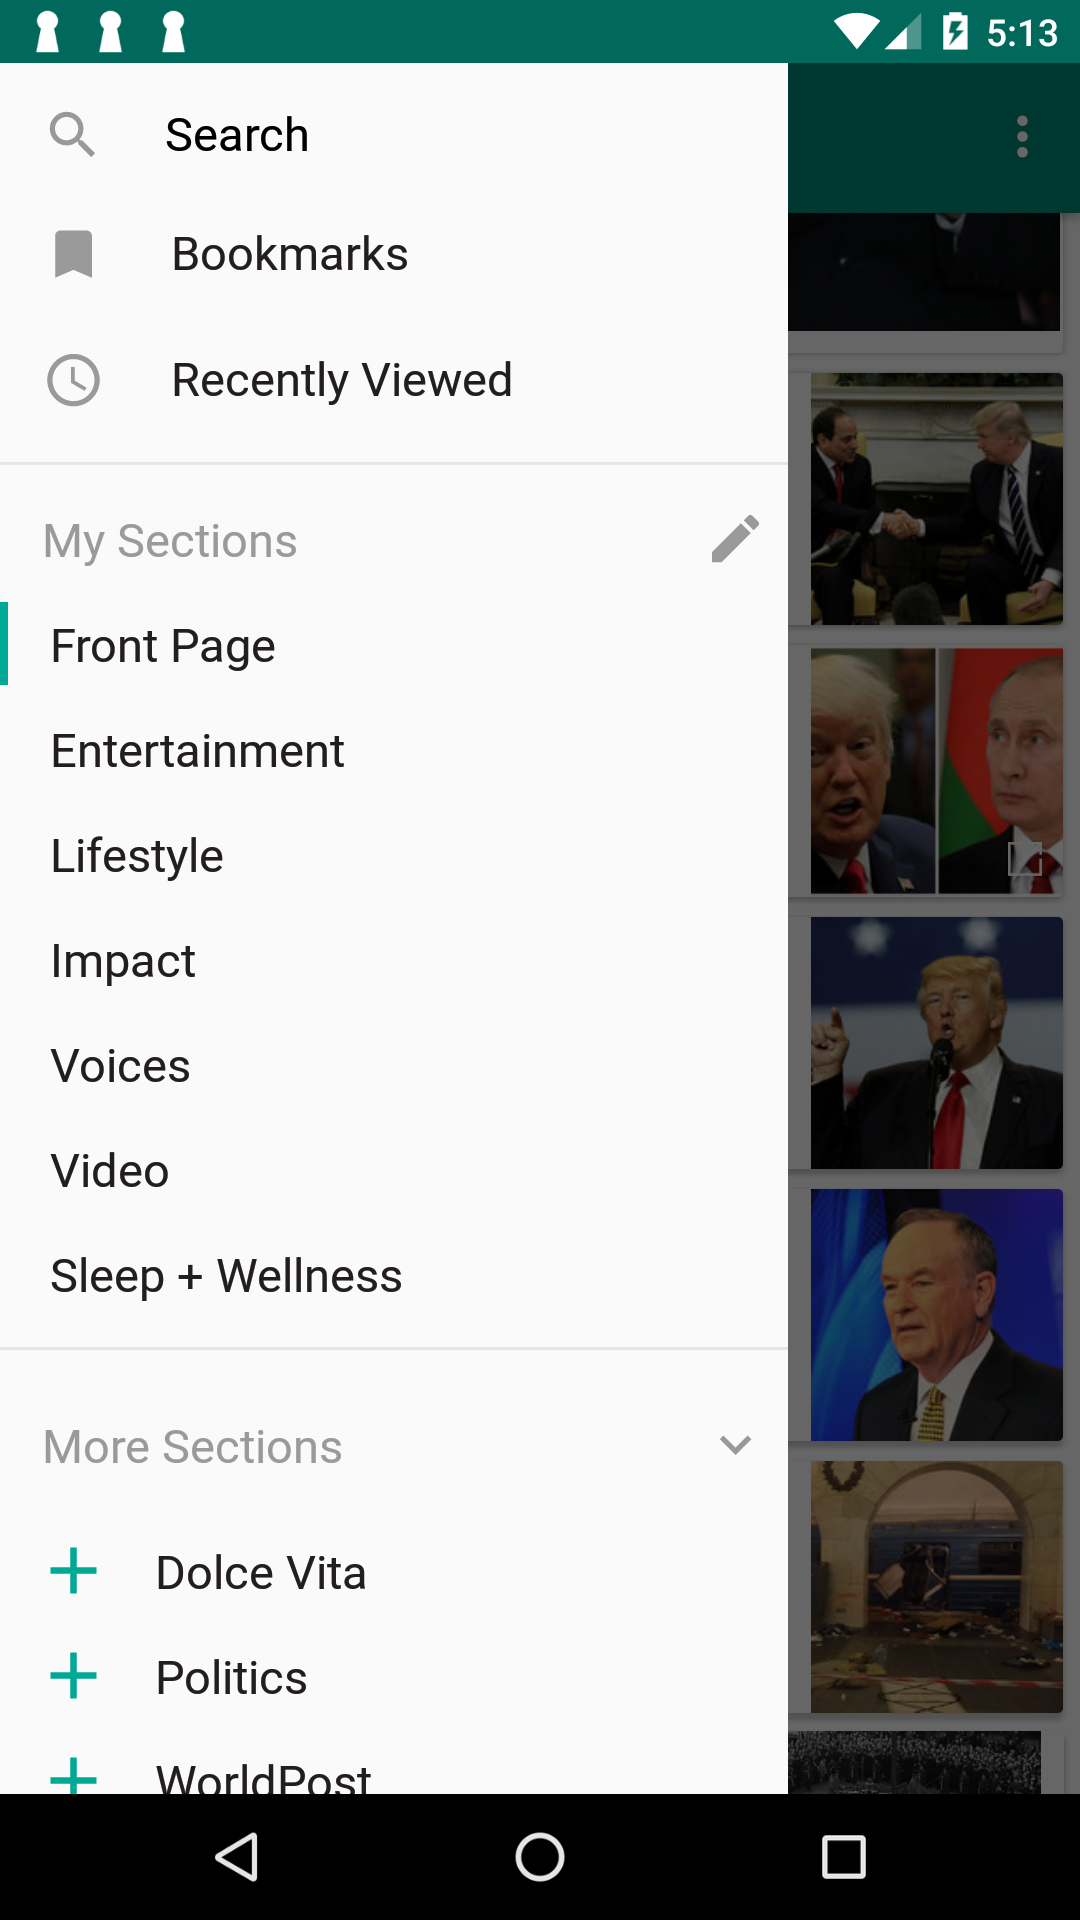 5:13
Search
Bookmarks
Recently Viewed
My Sections
Front Page
Entertainment
Lifestyle
Impact
Voices
Video
Sleep + Wellness
More Sections
Dolce Vita
Politics
WorldPost